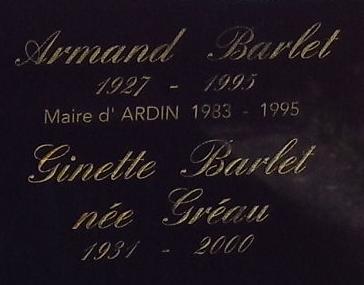 Armand Barlet
1927 - 1995
Maire d' ARDIN 1983 - 1995
Ginette Barlet
née Gréau
1931 - 2000